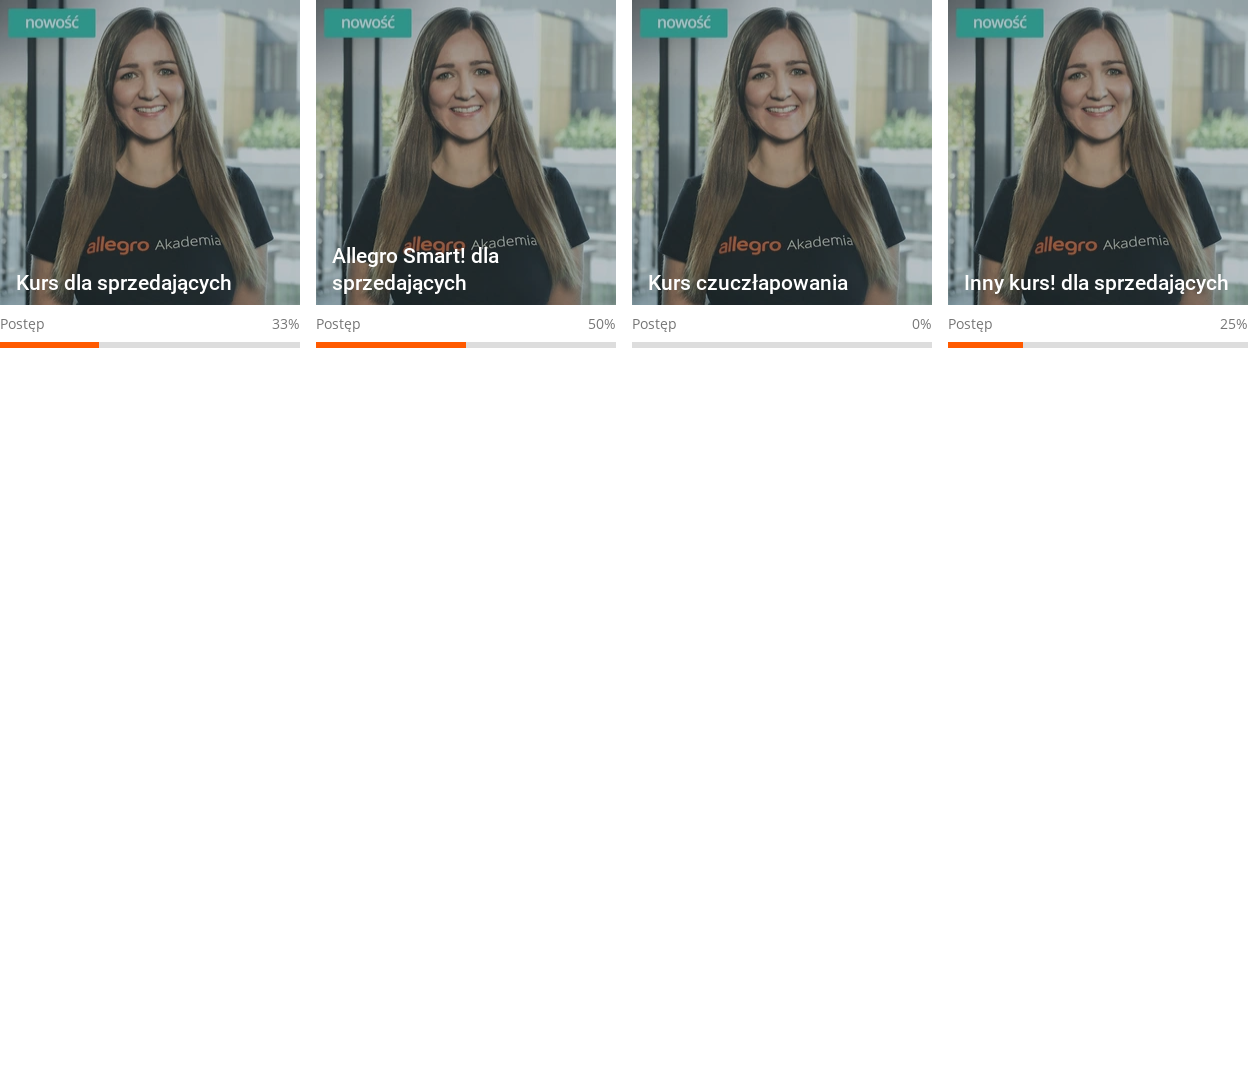 nowość
allegro Akademia
Kurs dla sprzedających
Postęp 33%
nowość
allegro Akademia
Allegro Smart! dla
sprzedających
Postęp 50%
nowość
allegro Akademia
Kurs czuczłapowania
Postęp 0%
nowość
allegro Akademia
Inny kurs! dla sprzedających
Postęp 25%